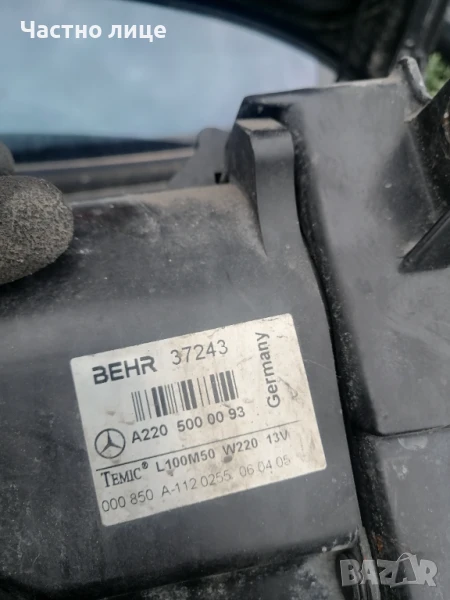 Частно лице
BEHR 37243
Germany
A220 500 00 93
TEMIC® L100M50 W220 13V
000 850 A-112 0255 06 04 05
BAZAR